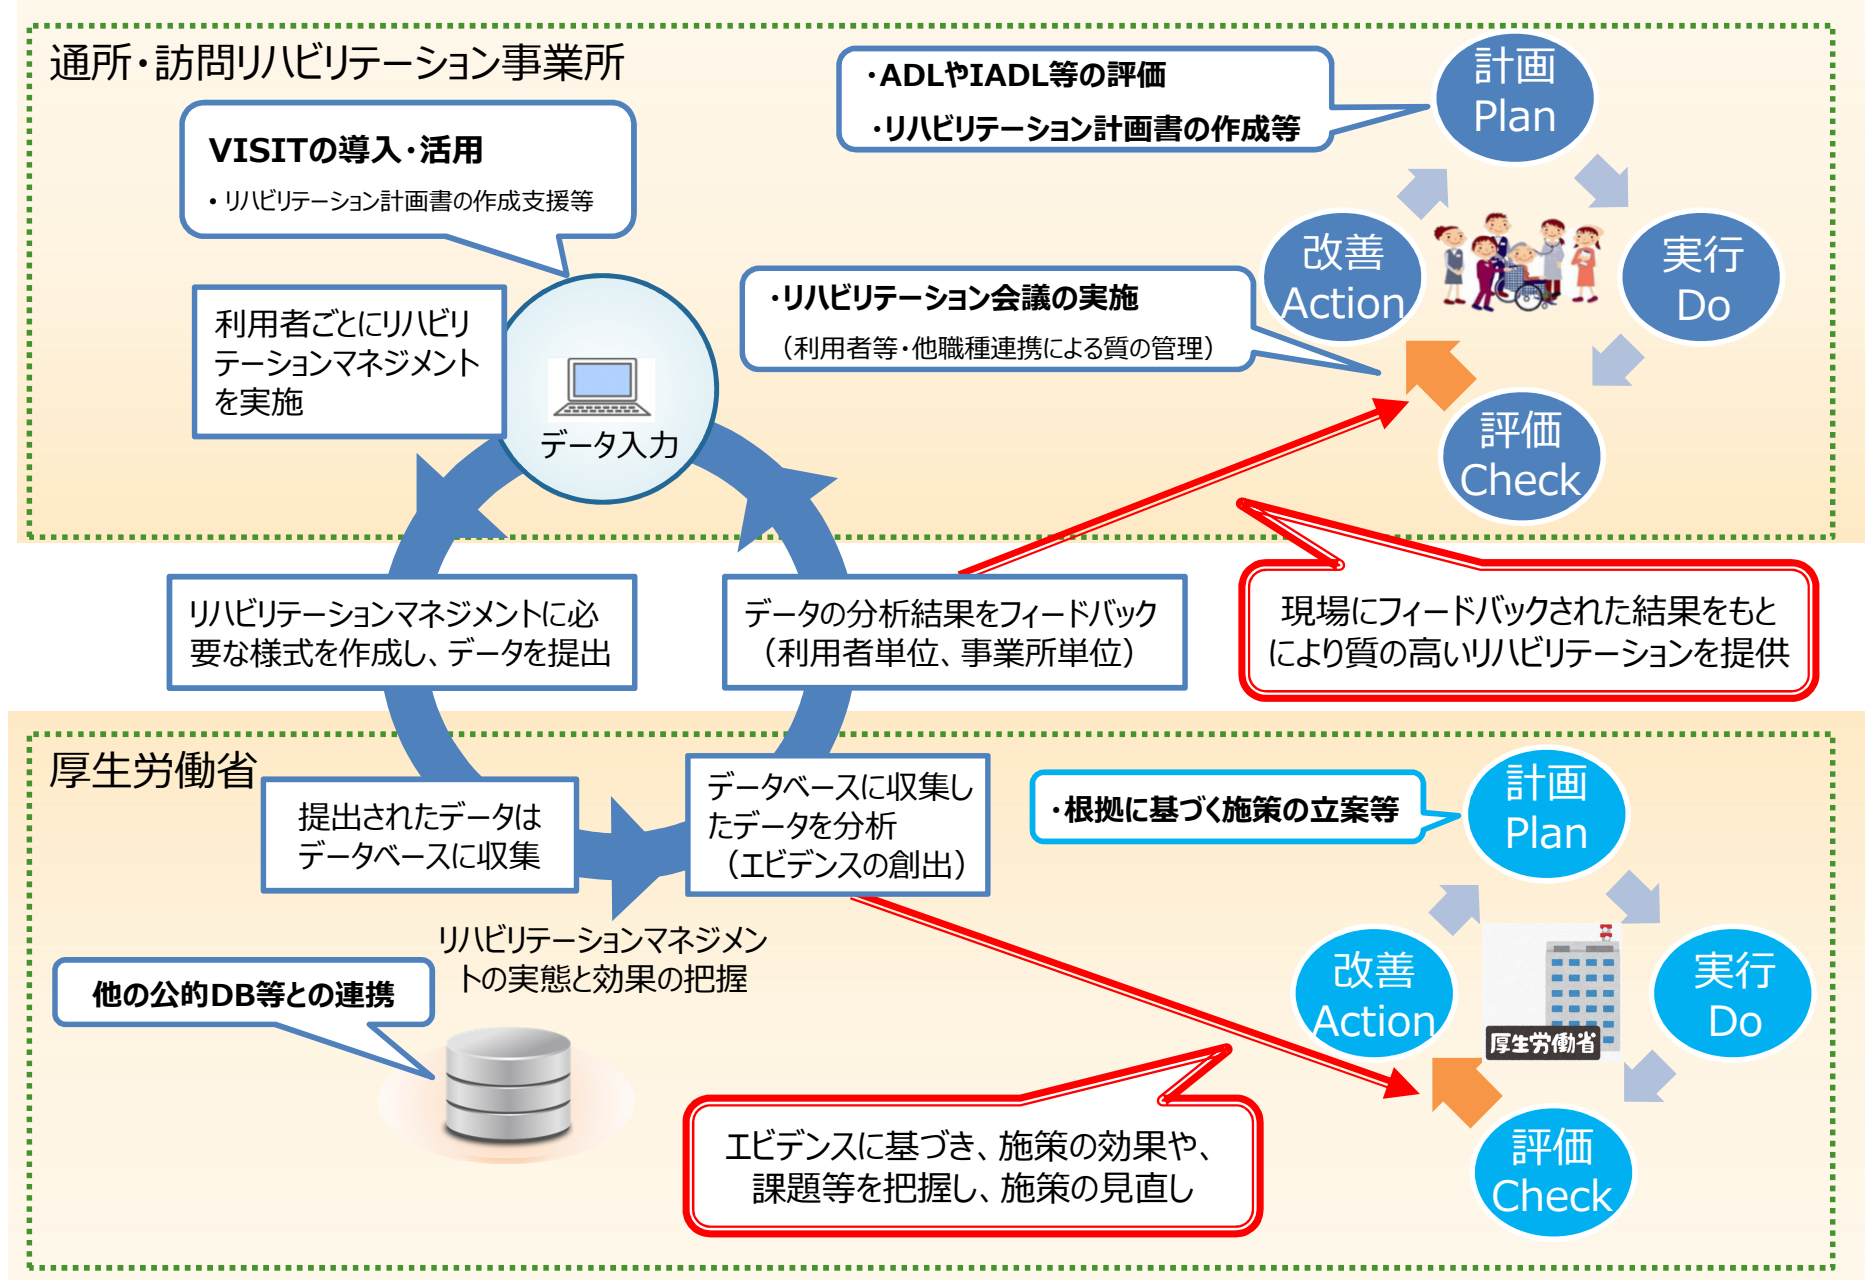 通所・訪問リハビリテーション事業所
VISITの導入・活用
・リハビリテーション計画書の作成支援等
・ADLやIADL等の評価
・リハビリテーション計画書の作成等
計画
Plan
実行
Do
評価
Check
改善
Action
・リハビリテーション会議の実施
（利用者等・他職種連携による質の管理）
利用者ごとにリハビリ
テーションマネジメント
を実施
データ入力
リハビリテーションマネジメントに必
要な様式を作成し、データを提出
データの分析結果をフィードバック
（利用者単位、事業所単位）
現場にフィードバックされた結果をもと
により質の高いリハビリテーションを提供
厚生労働省
提出されたデータは
データベースに収集
データベースに収集し
たデータを分析
（エビデンスの創出）
リハビリテーションマネジメン
トの実態と効果の把握
他の公的DB等との連携
・根拠に基づく施策の立案等
計画
Plan
実行
Do
評価
Check
改善
Action
厚生労働省
エビデンスに基づき、施策の効果や、
課題等を把握し、施策の見直し